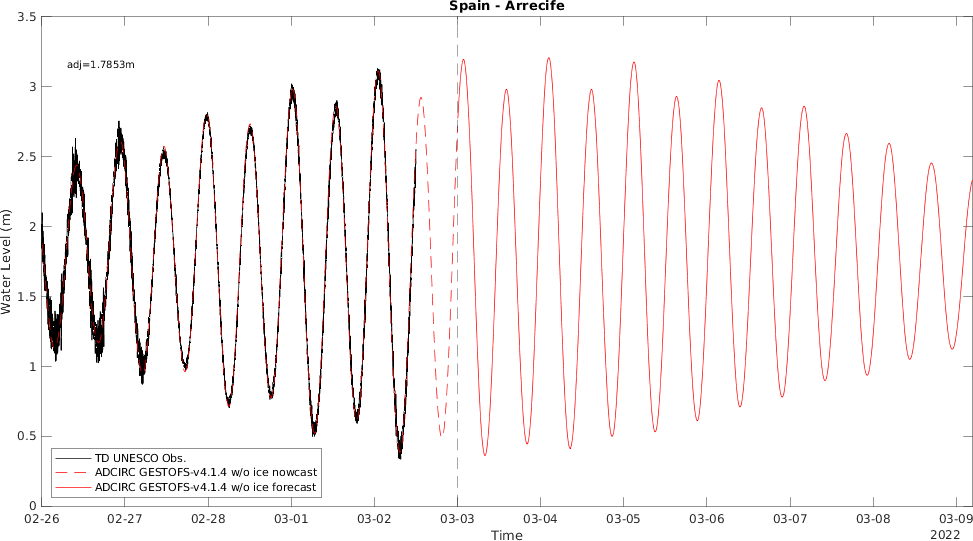 Spain - Arrecife
3.5
3
2.5
2
1.5
1
0.5
0
Water Level (m)
adj=1.7853m
TD UNESCO Obs.
ADCIRC GESTOFS-v4.1.4 w/o ice nowcast
ADCIRC GESTOFS-v4.1.4 w/o ice forecast
02-26 02-27 02-28 03-01 03-02 03-03 03-04 03-05 03-06 03-07 03-08 03-09
Time
2022